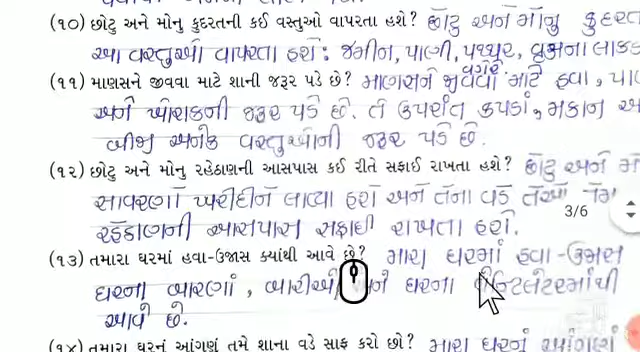 (૧૦) છોટુ અને મોનુ કુદરતની કઈ વસ્તુઓ વાપરતા હશે? છોટુ અને મોનુ કુદરત
આ વસ્તુઓ વાપરતા હશે: જમીન, પાણી, પથ્થર, વૃક્ષના લાકડ
વગેરે.
(૧૧) માણસને જીવવા માટે શાની જરૂર પડે છે? માણસને જીવવા માટે હવા, પા
અને ખોરાકની જરૂર પડે છે. તે ઉપરાંત કપડાં, મકાન અ
બીજી અનેક વસ્તુઓની જરૂર પડે છે.
(૧૨) છોટુ અને મોનુ રહેઠાણની આસપાસ કઈ રીતે સફાઈ રાખતા હશે? છોટુ અને મો
સાવરણી ખરીદીને લાવ્યા હશે અને તેના વડે તેઓ તેમ
રહેઠાણની આસપાસ સફાઈ રાખતા હશે.
3/6
(૧૩) તમારા ઘરમાં હવા-ઉજાસ ક્યાંથી આવે છે? મારા ઘરમાં હવા-ઉજાસ
ઘરના બારણાં, બારીઓ અને ઘરના વેન્ટિલેટરમાંથી
આવે છે.
(૧૪) તમારા ઘરનું આંગણું તમે શાના વડે સાફ કરો છો? મારા ઘરનું આંગણું